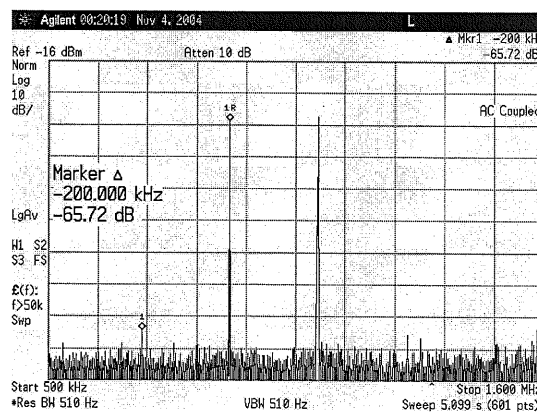 Agilent 00:20:19 Nov 4, 2004 L
▵ Mkr1 -200 kH
Ref -16 dBm Atten 10 dB -65.72 dB
Norm
Log
10
dB/
1R
AC Coupled
Marker ▵
-200.000 kHz
-65.72 dB
LgAv
W1 S2
S3 FS
1
£(f):
f>50k
Swp
Start 500 kHz Stop 1.600 MHz
*Res BW 510 Hz VBW 510 Hz Sweep 5.099 s (601 pts)